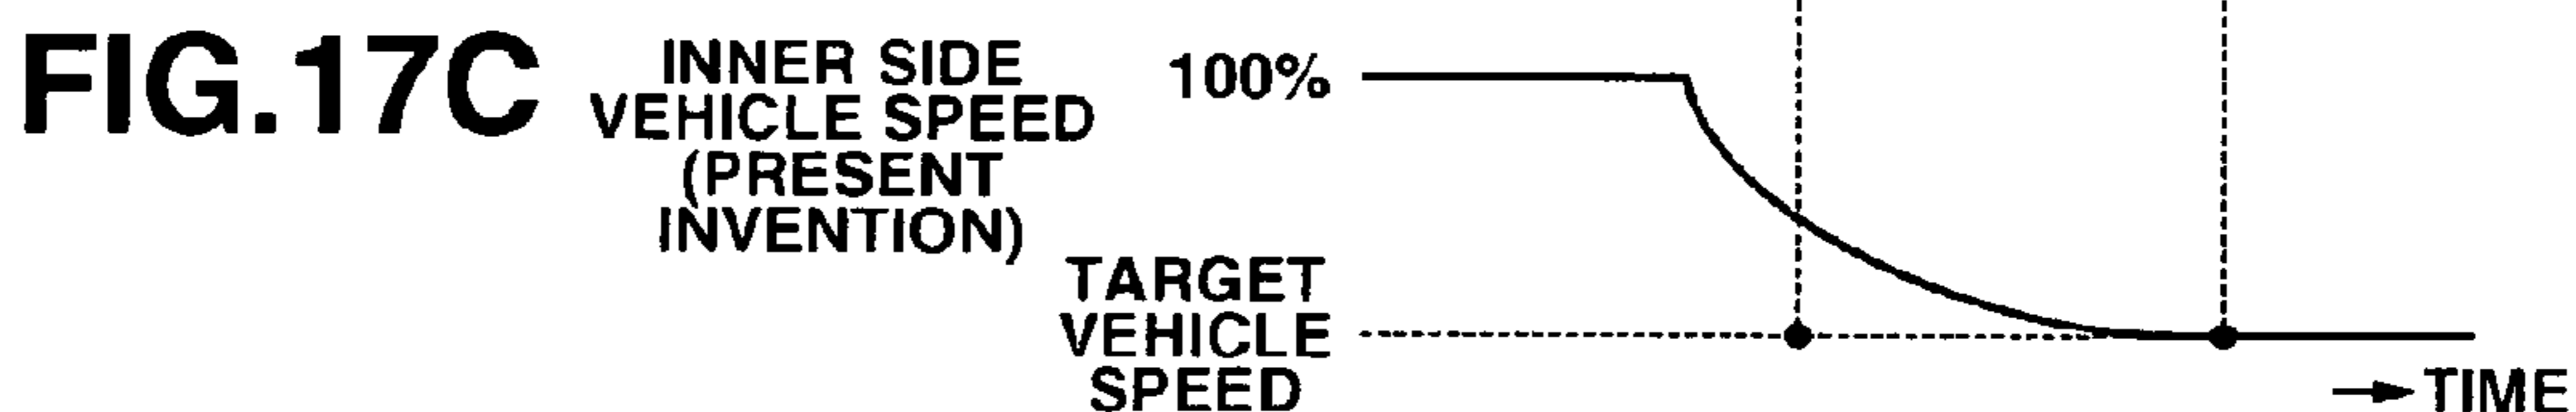 FIG.17C
INNER SIDE
VEHICLE SPEED
(PRESENT
INVENTION)
100%
TARGET
VEHICLE
SPEED
TIME